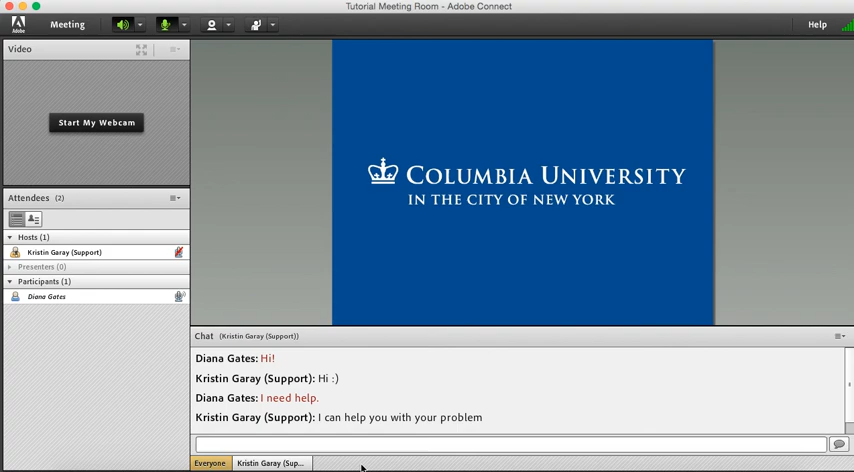 Tutorial Meeting Room - Adobe Connect
Adobe
Meeting
Help
Video
Start My Webcam
COLUMBIA UNIVERSITY
IN THE CITY OF NEW YORK
Attendees (2)
Hosts (1)
Kristin Garay (Support)
Presenters (0)
Participants (1)
Diana Gates
Chat (Kristin Garay (Support))
Diana Gates: Hi!
Kristin Garay (Support): Hi :)
Diana Gates: I need help.
Kristin Garay (Support): I can help you with your problem
Everyone
Kristin Garay (Sup...